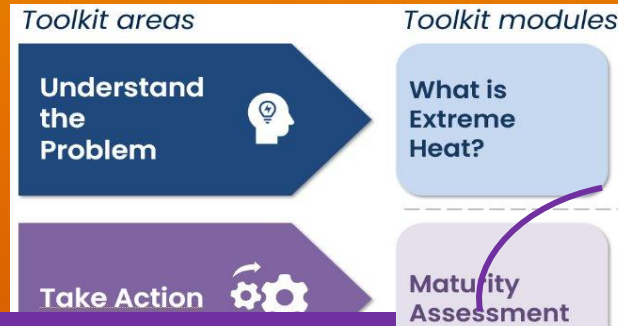 Toolkit areas
Toolkit modules
Understand
the
Problem
What is
Extreme
Heat?
Take Action
Maturity
Assessment